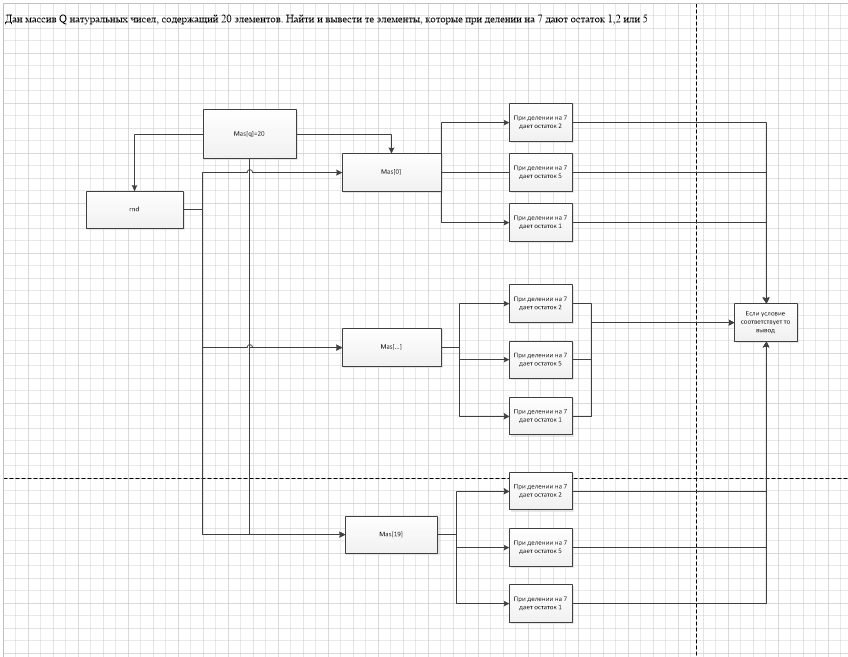 Дан массив Q натуральных чисел, содержащий 20 элементов. Найти и вывести те элементы, которые при делении на 7 дают остаток 1,2 или 5
Mas[q]=20
rnd
Mas[0]
При делении на 7
дает остаток 2
При делении на 7
дает остаток 5
При делении на 7
дает остаток 1
Mas[...]
При делении на 7
дает остаток 2
При делении на 7
дает остаток 5
При делении на 7
дает остаток 1
Если условие
соответствует то
вывод
Mas[19]
При делении на 7
дает остаток 2
При делении на 7
дает остаток 5
При делении на 7
дает остаток 1